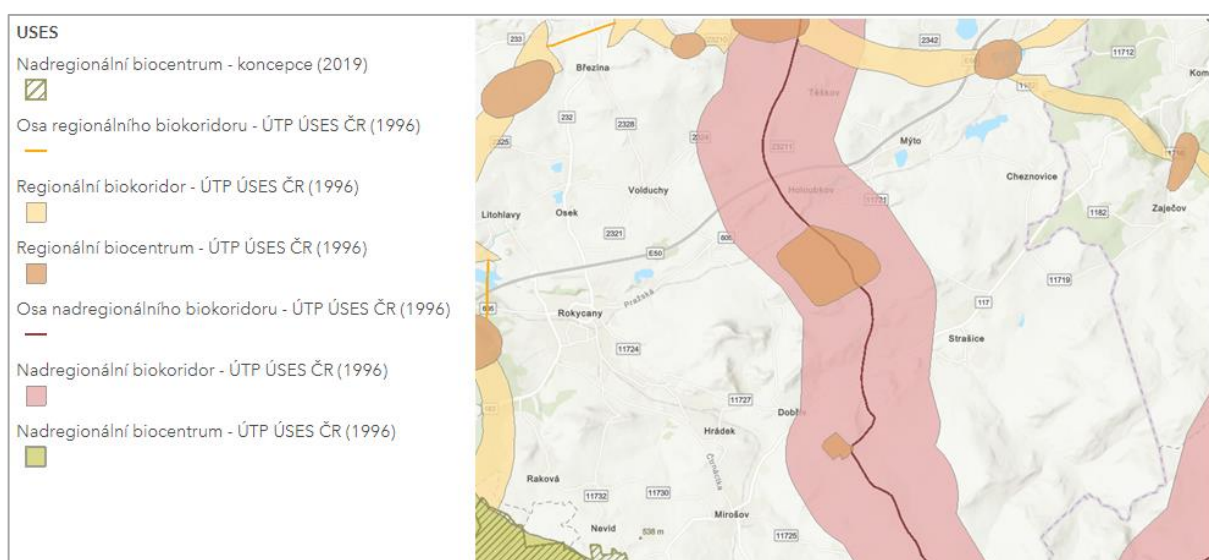 USES
Nadregionální biocentrum - koncepce (2019)
Osa regionálního biokoridoru - ÚTP ÚSES ČR (1996)
Regionální biokoridor - ÚTP ÚSES ČR (1996)
Regionální biocentrum - ÚTP ÚSES ČR (1996)
Osa nadregionálního biokoridoru - ÚTP ÚSES ČR (1996)
Nadregionální biokoridor - ÚTP ÚSES ČR (1996)
Nadregionální biocentrum - ÚTP ÚSES ČR (1996)
233
2342
11712
Březina
Těškov
232
2328
2325
23211
Mýto
Holoubkov
11721
Cheznovice
Volduchy
Litohlavy
Osek
1182
Zaječov
2321
605
E50
11719
Pražská
117
Rokycany
Strašice
11724
11727
Dobřív
Hrádek
Čunácká
Raková
11732
11730
Mirošov
Nevid
538 m
11725